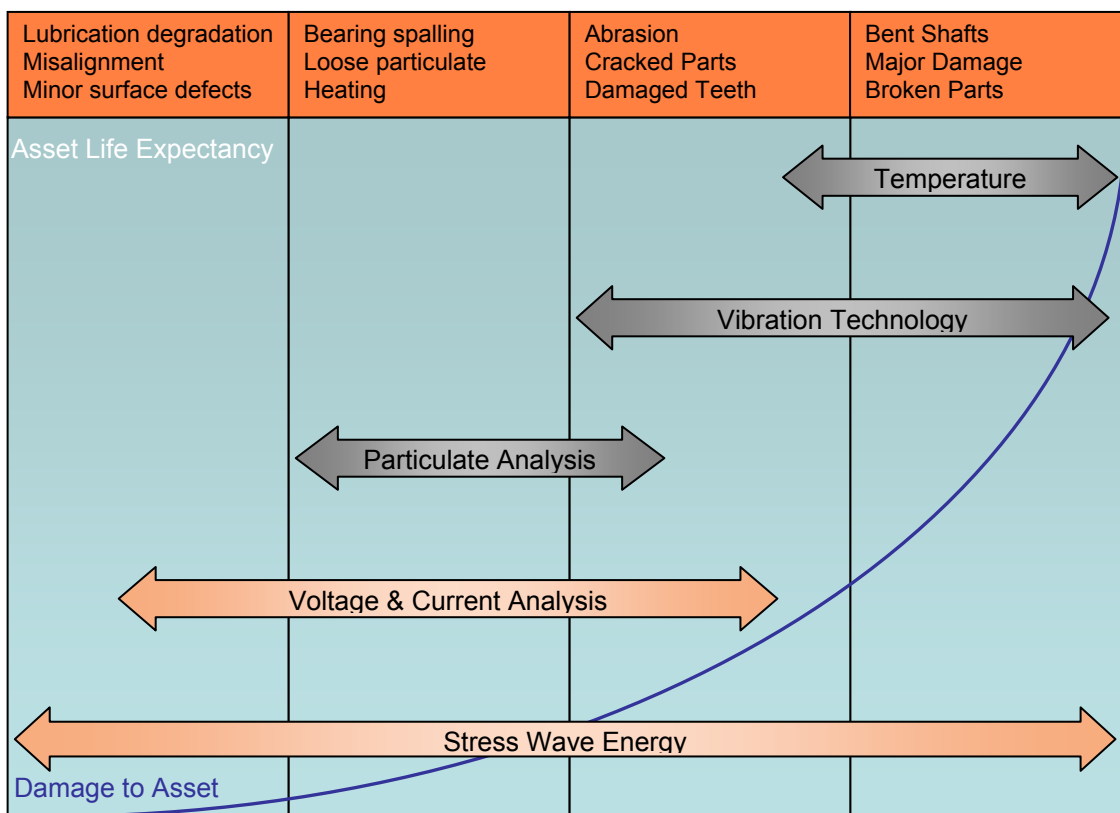 Lubrication degradation
Misalignment
Minor surface defects
Bearing spalling
Loose particulate
Heating
Abrasion
Cracked Parts
Damaged Teeth
Bent Shafts
Major Damage
Broken Parts
Asset Life Expectancy
Temperature
Vibration Technology
Particulate Analysis
Voltage & Current Analysis
Stress Wave Energy
Damage to Asset